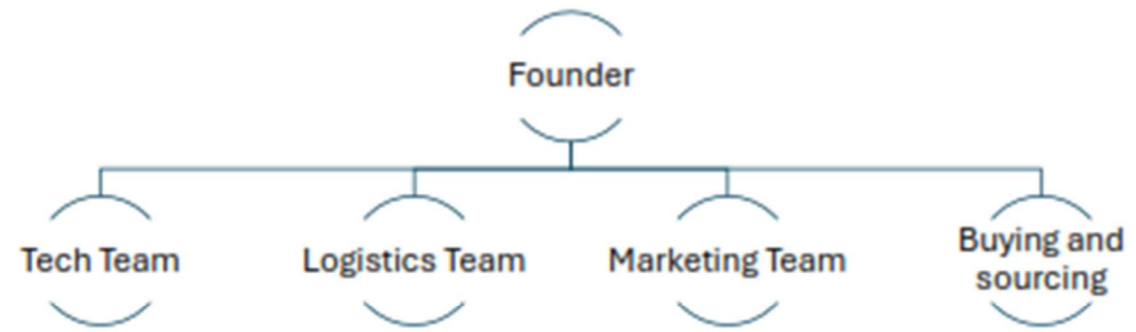 Founder
Tech Team
Logistics Team
Marketing Team
Buying and
sourcing